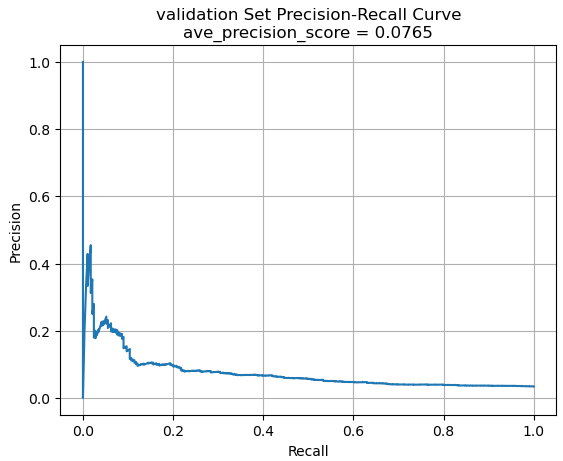 validation Set Precision-Recall Curve
ave_precision_score = 0.0765
1.0
0.8
0.6
0.4
0.2
0.0
Precision
0.0 0.2 0.4 0.6 0.8 1.0
Recall